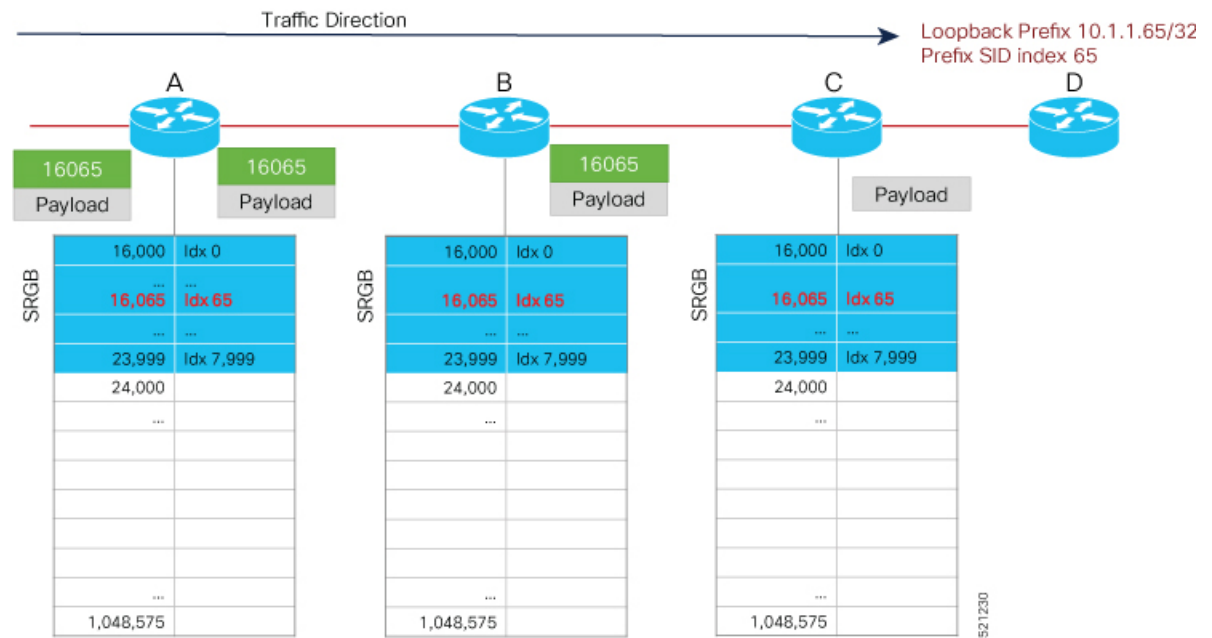 Traffic Direction
Loopback Prefix 10.1.1.65/32
Prefix SID index 65
A
B
C
D
16065
Payload
16065
Payload
16065
Payload
Payload
SRGB
16,000 Idx 0
... ...
16,065 Idx 65
... ...
23,999 Idx 7,999
24,000
...
...
1,048,575
SRGB
16,000 Idx 0
16,065 Idx 65
... ...
23,999 Idx 7,999
24,000
...
...
1,048,575
SRGB
16,000 Idx 0
16,065 Idx 65
... ...
23,999 Idx 7,999
24,000
...
...
1,048,575
521230